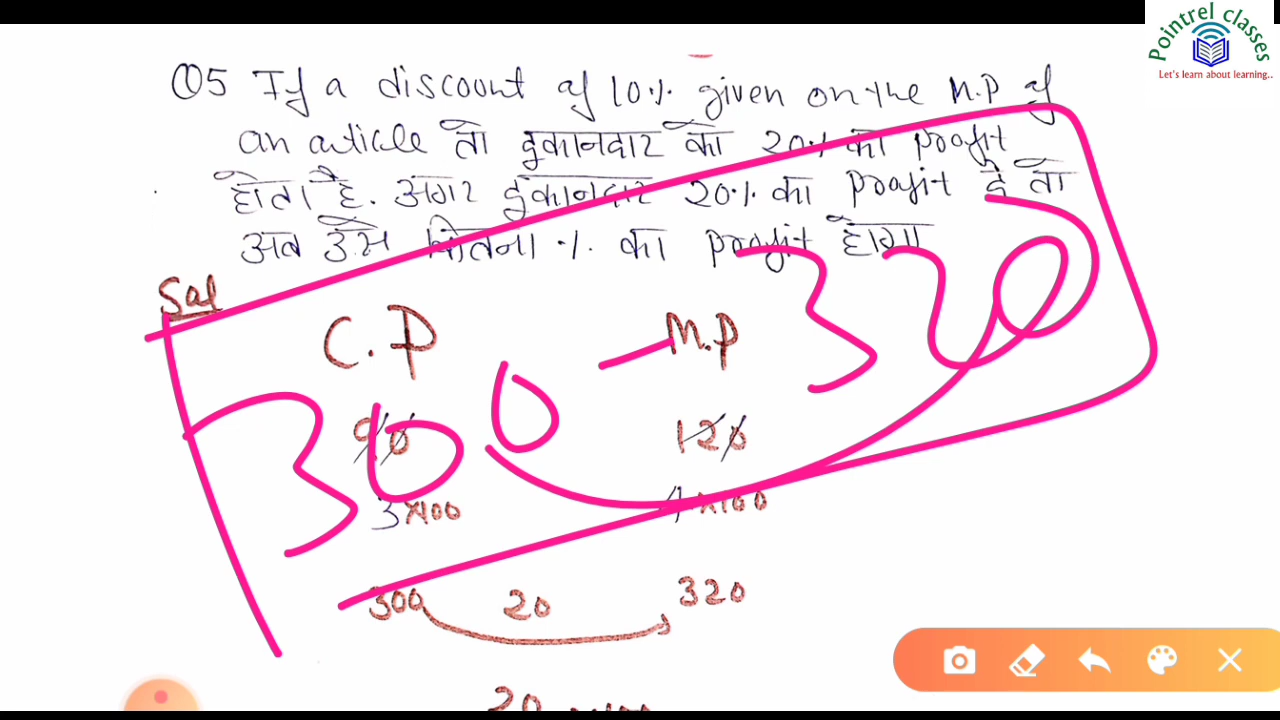 Pointrel classes
Let's learn about learning..
Q5 If a discount of 10% given on the M.P of
an article तो दुकानदार को 20% का profit
होता है. अगर दुकानदार 20% का profit दे तो
अब उसे कितना % का profit होगा
Sol
C.P M.P
90 120
3×100 4×100
300 20 320
300 — 320
20